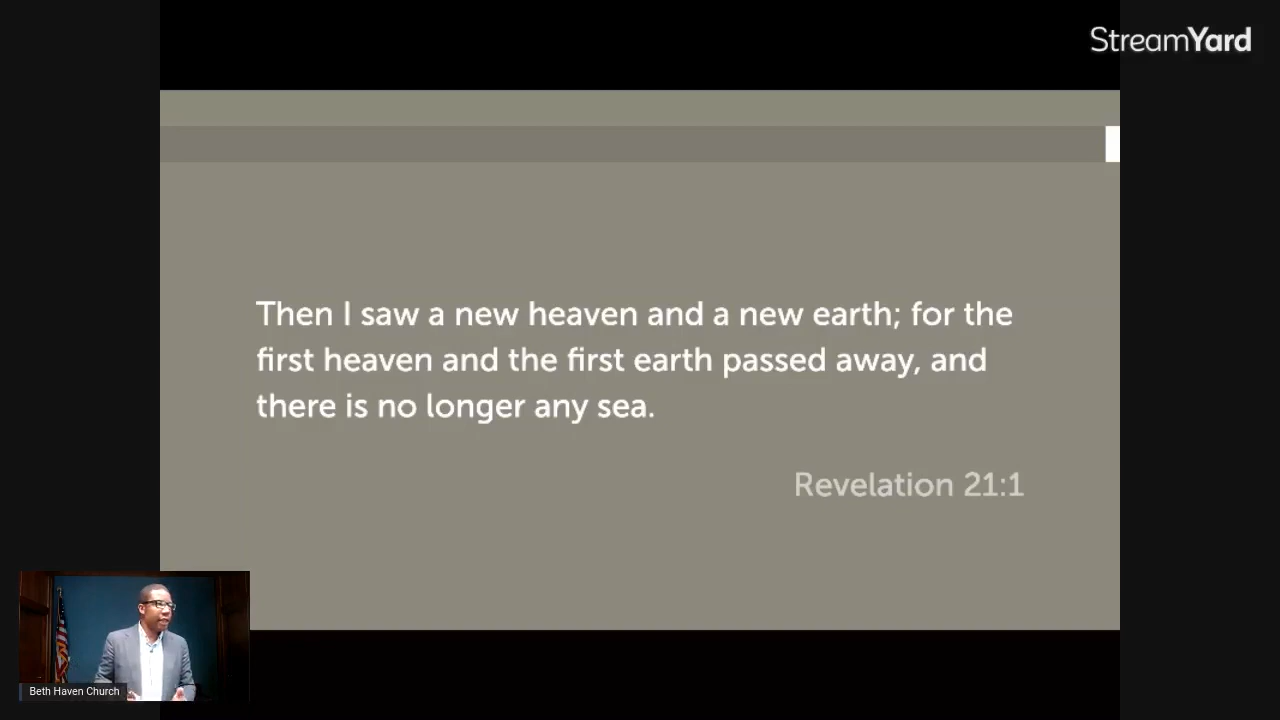 StreamYard
Then I saw a new heaven and a new earth; for the
first heaven and the first earth passed away, and
there is no longer any sea.
Revelation 21:1
Beth Haven Church